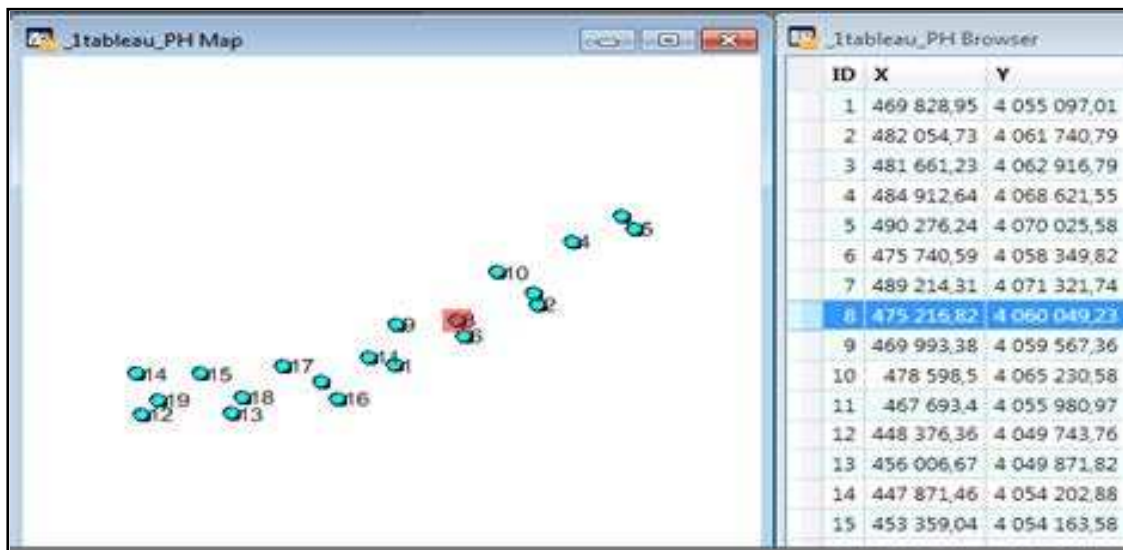 _1tableau_PH Map
5
4
10
2
8
9
6
11
1
17
14
15
18
16
19
12
13
_1tableau_PH Browser
ID X Y
1 469 828,95 4 055 097,01
2 482 054,73 4 061 740,79
3 481 661,23 4 062 916,79
4 484 912,64 4 068 621,55
5 490 276,24 4 070 025,58
6 475 740,59 4 058 349,82
7 489 214,31 4 071 321,74
8 475 216,82 4 060 049,23
9 469 993,38 4 059 567,36
10 478 598,5 4 065 230,58
11 467 693,4 4 055 980,97
12 448 376,36 4 049 743,76
13 456 006,67 4 049 871,82
14 447 871,46 4 054 202,88
15 453 359,04 4 054 163,58